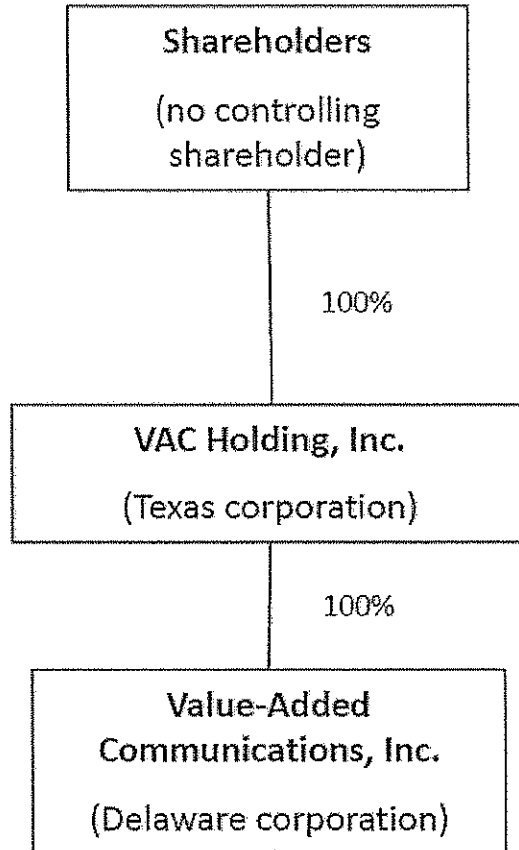 Shareholders
(no controlling
shareholder)
100%
VAC Holding, Inc.
(Texas corporation)
100%
Value-Added
Communications, Inc.
(Delaware corporation)